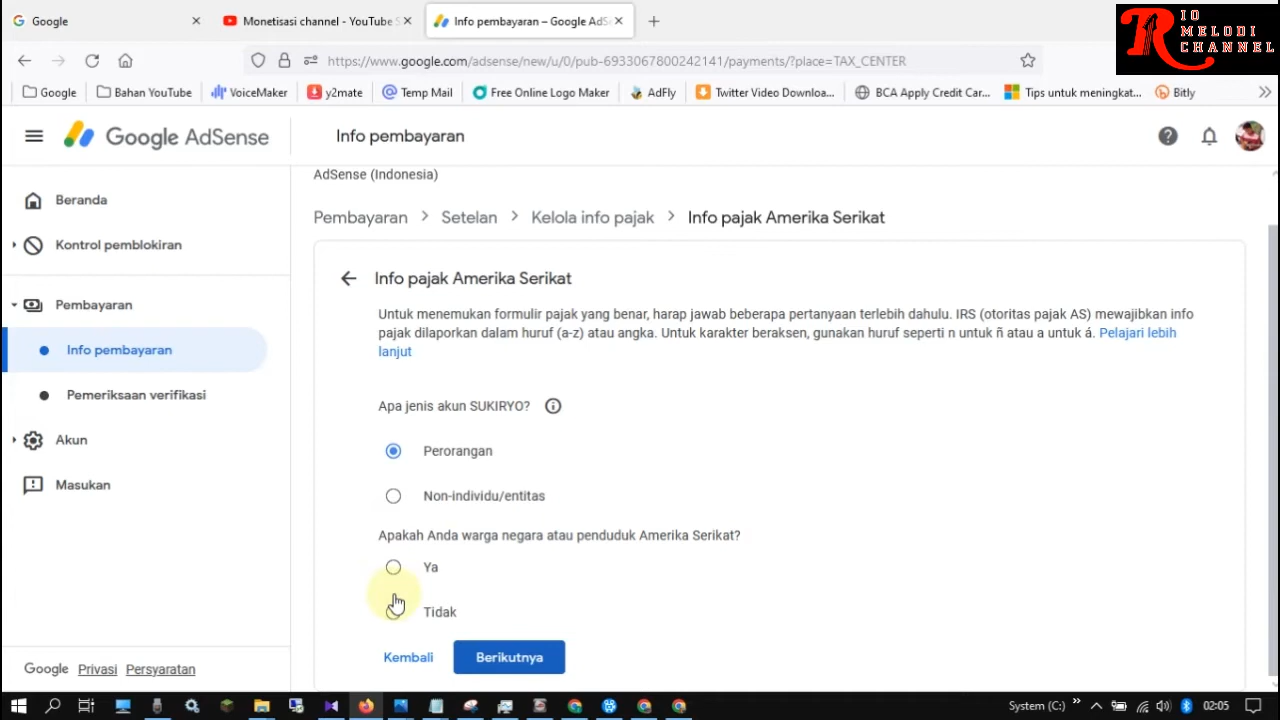 Google
Monetisasi channel - YouTube S
Info pembayaran – Google AdS
RIO
MELODI
CHANNEL
https://www.google.com/adsense/new/u/0/pub-6933067800242141/payments/?place=TAX_CENTER
Google
Bahan YouTube
VoiceMaker
y2mate
Temp Mail
Free Online Logo Maker
AdFly
Twitter Video Downloa...
BCA Apply Credit Car...
Tips untuk meningkat...
Bitly
Google AdSense
Info pembayaran
AdSense (Indonesia)
Beranda
Kontrol pemblokiran
Pembayaran
Info pembayaran
Pemeriksaan verifikasi
Akun
Masukan
Pembayaran > Setelan > Kelola info pajak > Info pajak Amerika Serikat
Info pajak Amerika Serikat
Untuk menemukan formulir pajak yang benar, harap jawab beberapa pertanyaan terlebih dahulu. IRS (otoritas pajak AS) mewajibkan info
pajak dilaporkan dalam huruf (a-z) atau angka. Untuk karakter beraksen, gunakan huruf seperti n untuk ñ atau a untuk á. Pelajari lebih
lanjut
Apa jenis akun SUKIRYO?
Perorangan
Non-individu/entitas
Apakah Anda warga negara atau penduduk Amerika Serikat?
Ya
Tidak
Kembali
Berikutnya
Google Privasi Persyaratan
System (C:)
02:05